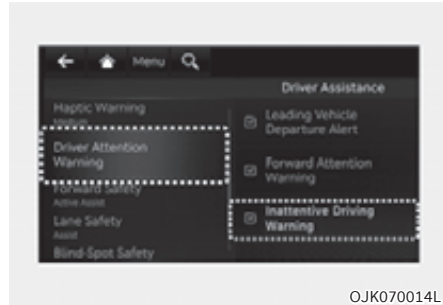 Menu
Driver Assistance
Haptic Warning
Medium
Driver Attention
Warning
Forward Safety
Active Assist
Lane Safety
Assist
Blind-Spot Safety
Leading Vehicle
Departure Alert
Forward Attention
Warning
Inattentive Driving
Warning
OJK070014L